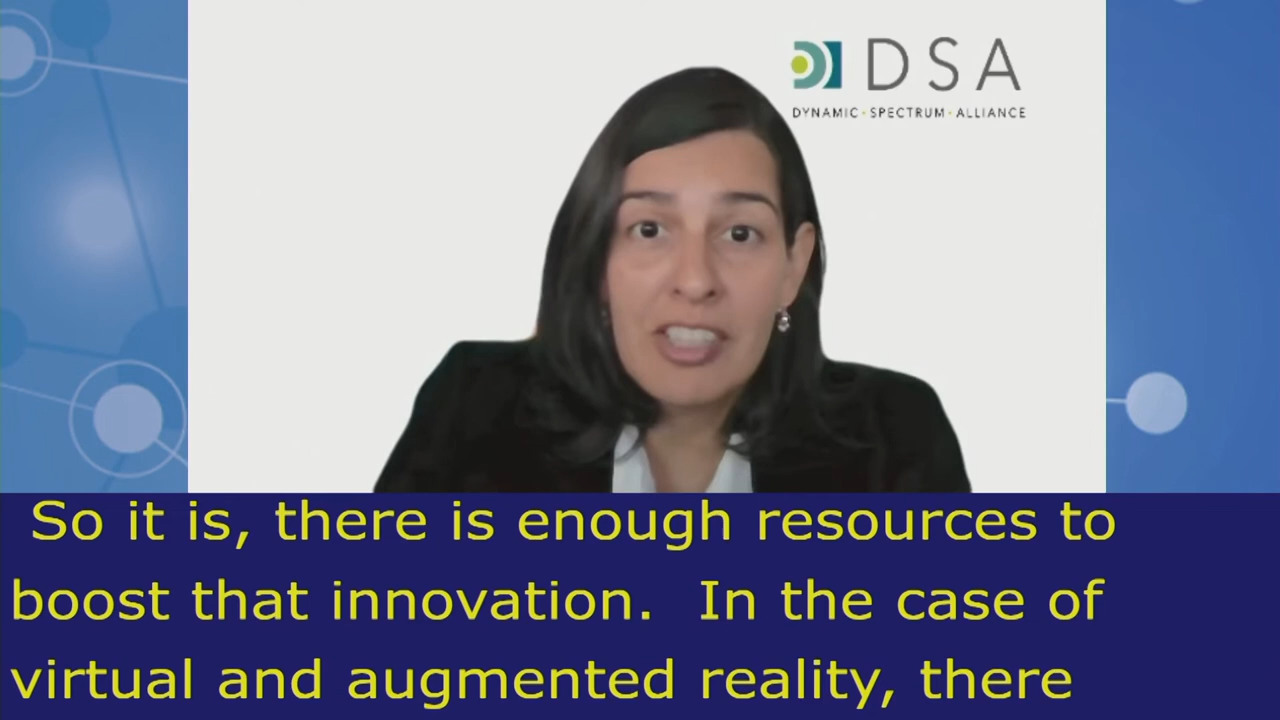 DSA
DYNAMIC · SPECTRUM · ALLIANCE
So it is, there is enough resources to
boost that innovation.  In the case of
virtual and augmented reality, there